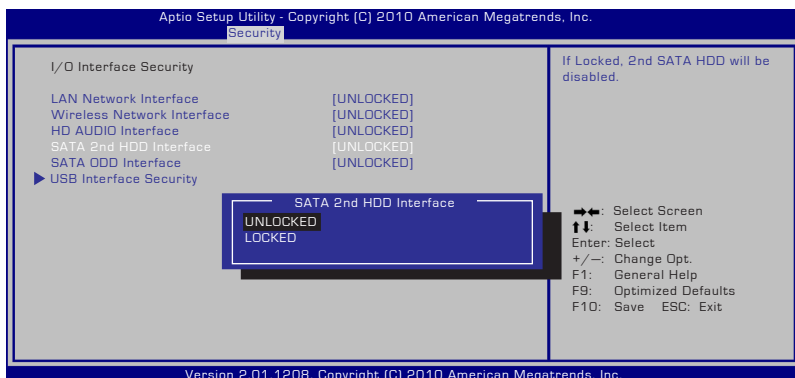 Aptio Setup Utility - Copyright (C) 2010 American Megatrends, Inc.
Security
I/O Interface Security
LAN Network Interface [UNLOCKED]
Wireless Network Interface [UNLOCKED]
HD AUDIO Interface [UNLOCKED]
SATA 2nd HDD Interface [UNLOCKED]
SATA ODD Interface [UNLOCKED]
USB Interface Security
SATA 2nd HDD Interface
UNLOCKED
LOCKED
If Locked, 2nd SATA HDD will be
disabled.
→←: Select Screen
↑↓: Select Item
Enter: Select
+/—: Change Opt.
F1: General Help
F9: Optimized Defaults
F10: Save ESC: Exit
Version 2.01.1208. Copyright (C) 2010 American Megatrends, Inc.